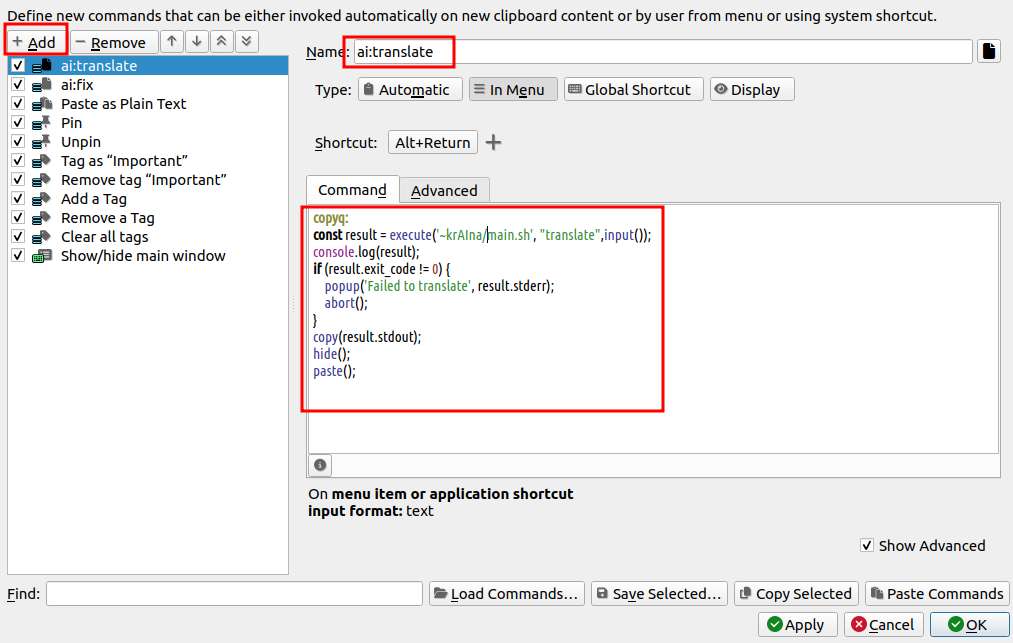 Define new commands that can be either invoked automatically on new clipboard content or by user from menu or using system shortcut.
+ Add
− Remove
Name: ai:translate
ai:translate
ai:fix
Paste as Plain Text
Pin
Unpin
Tag as “Important”
Remove tag “Important”
Add a Tag
Remove a Tag
Clear all tags
Show/hide main window
Type: Automatic In Menu Global Shortcut Display
Shortcut: Alt+Return
Command Advanced
copyq:
const result = execute('~krAIna/main.sh', "translate",input());
console.log(result);
if (result.exit_code != 0) {
popup('Failed to translate', result.stderr);
abort();
}
copy(result.stdout);
hide();
paste();
On menu item or application shortcut
input format: text
Show Advanced
Find: Load Commands... Save Selected... Copy Selected Paste Commands
Apply Cancel OK